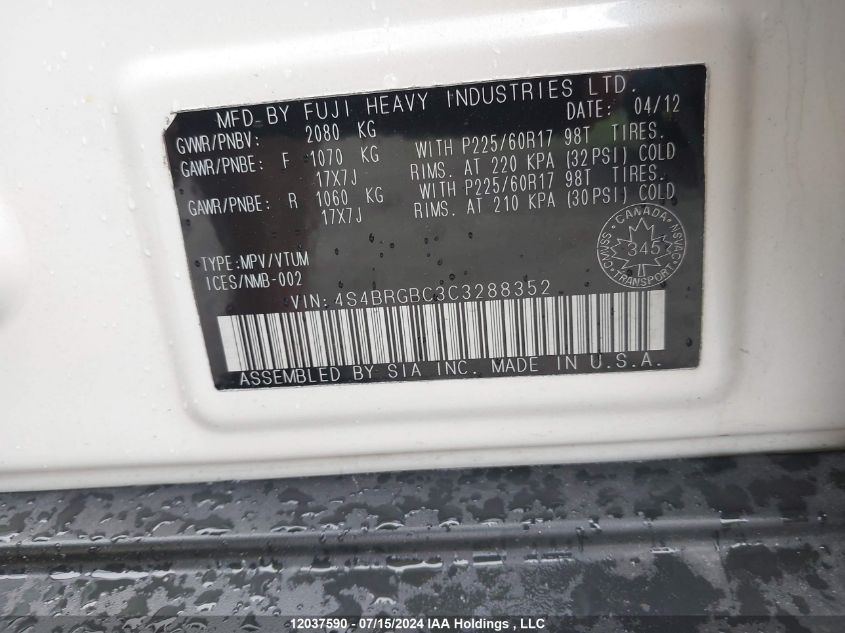 MFD BY FUJI HEAVY INDUSTRIES LTD.
DATE: 04/12
GVWR/PNBV: 2080 KG
GAWR/PNBE: F 1070 KG WITH P225/60R17 98T TIRES.
17X7J RIMS. AT 220 KPA (32PSI) COLD
GAWR/PNBE: R 1060 KG WITH P225/60R17 98T TIRES.
17X7J RIMS. AT 210 KPA (30PSI) COLD
CANADA
CMVSS 345 NSVAC
TRANSPORT
TYPE:MPV/VTUM
ICES/NMB-002
VIN:4S4BRGBC3C3288352
ASSEMBLED BY SIA INC. MADE IN U.S.A.
12037590 - 07/15/2024 IAA Holdings , LLC